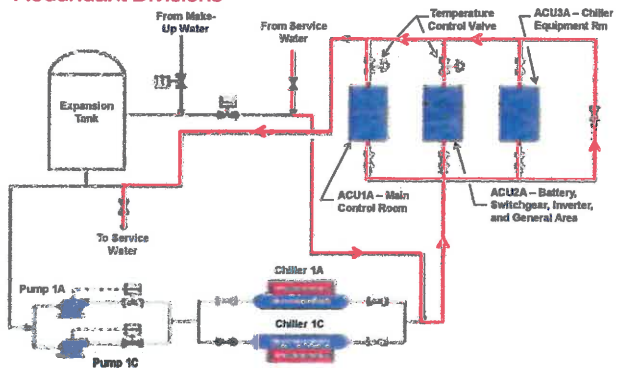 Redundant Divisions
From Make-
Up Water
From Service
Water
Temperature
Control Valve
ACU3A – Chiller
Equipment Rm
Expansion
Tank
ACU1A – Main
Control Room
ACU2A – Battery,
Switchgear, Inverter,
and General Area
To Service
Water
Pump 1A
Chiller 1A
Chiller 1C
Pump 1C